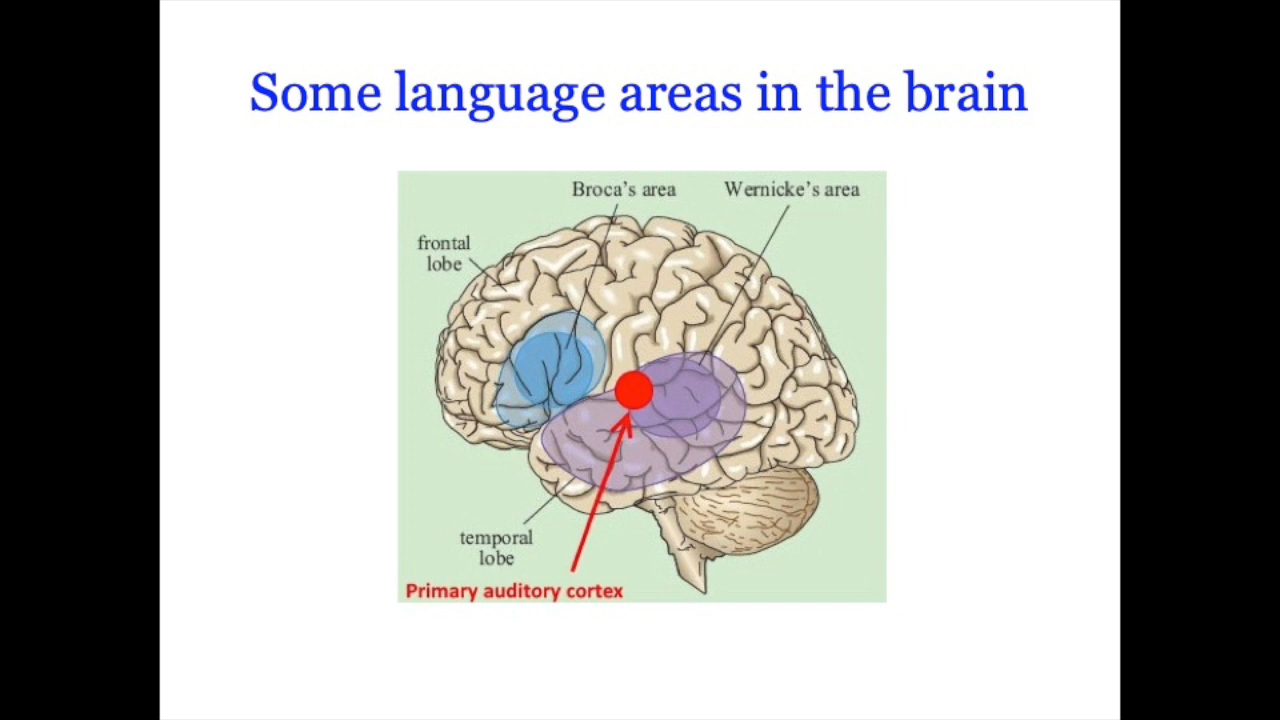 Some language areas in the brain
Broca's area
Wernicke's area
frontal
lobe
temporal
lobe
Primary auditory cortex